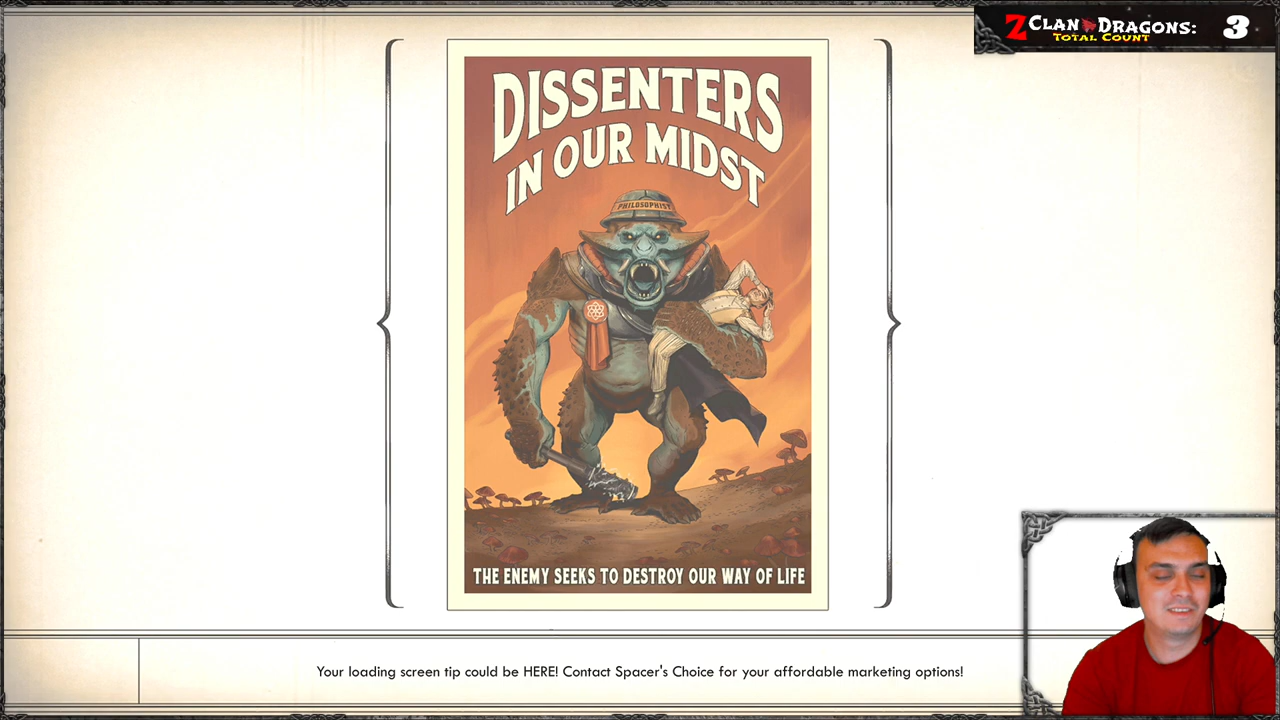 Z CLAN DRAGONS: 3
TOTAL COUNT
DISSENTERS
IN OUR MIDST
PHILOSOPHIST
THE ENEMY SEEKS TO DESTROY OUR WAY OF LIFE
Your loading screen tip could be HERE! Contact Spacer's Choice for your affordable marketing options!